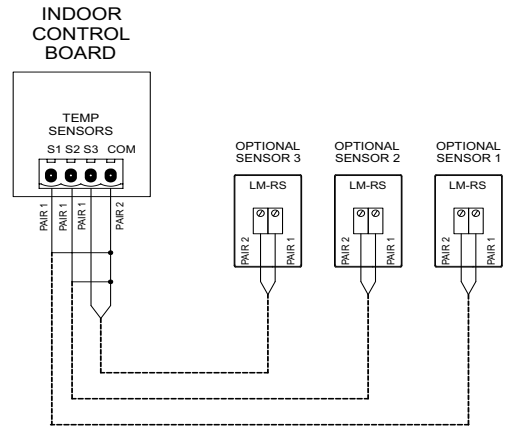 INDOOR
CONTROL
BOARD
TEMP
SENSORS
S1 S2 S3 COM
PAIR 1
PAIR 1
PAIR 1
PAIR 2
OPTIONAL
SENSOR 3
LM-RS
PAIR 2
PAIR 1
OPTIONAL
SENSOR 2
LM-RS
PAIR 2
PAIR 1
OPTIONAL
SENSOR 1
LM-RS
PAIR 2
PAIR 1